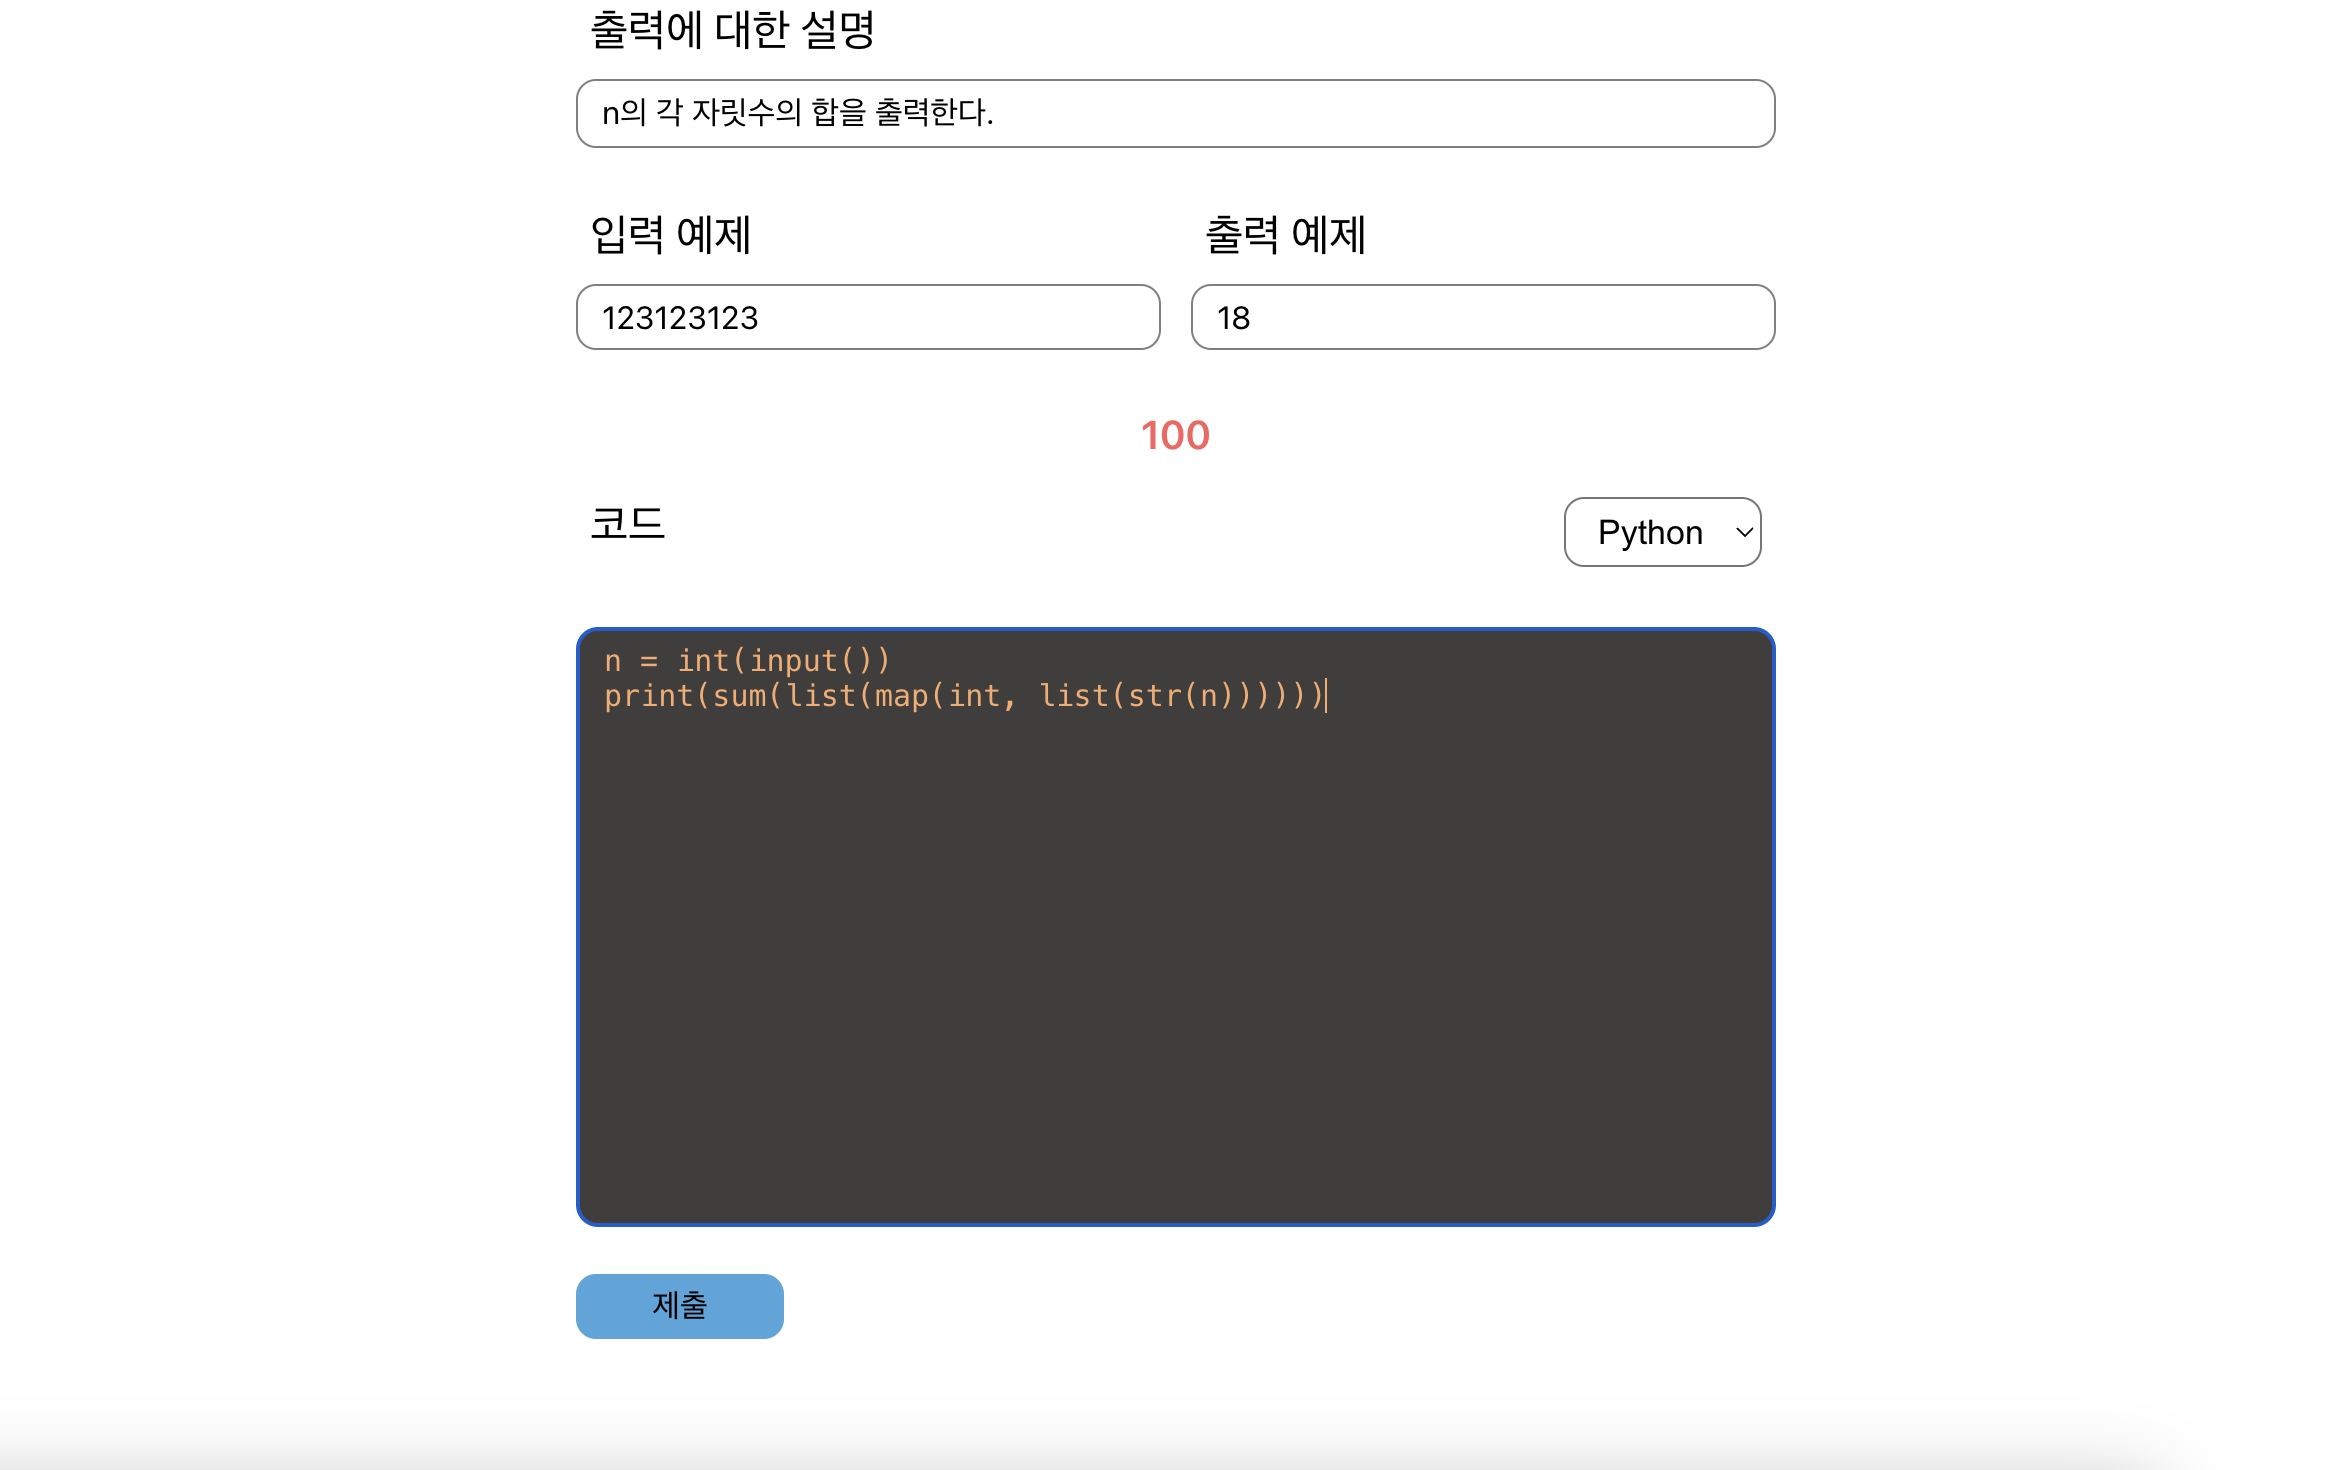 출력에 대한 설명
n의 각 자릿수의 합을 출력한다.
입력 예제
출력 예제
123123123
18
100
코드
Python
n = int(input())
print(sum(list(map(int, list(str(n))))))
제출